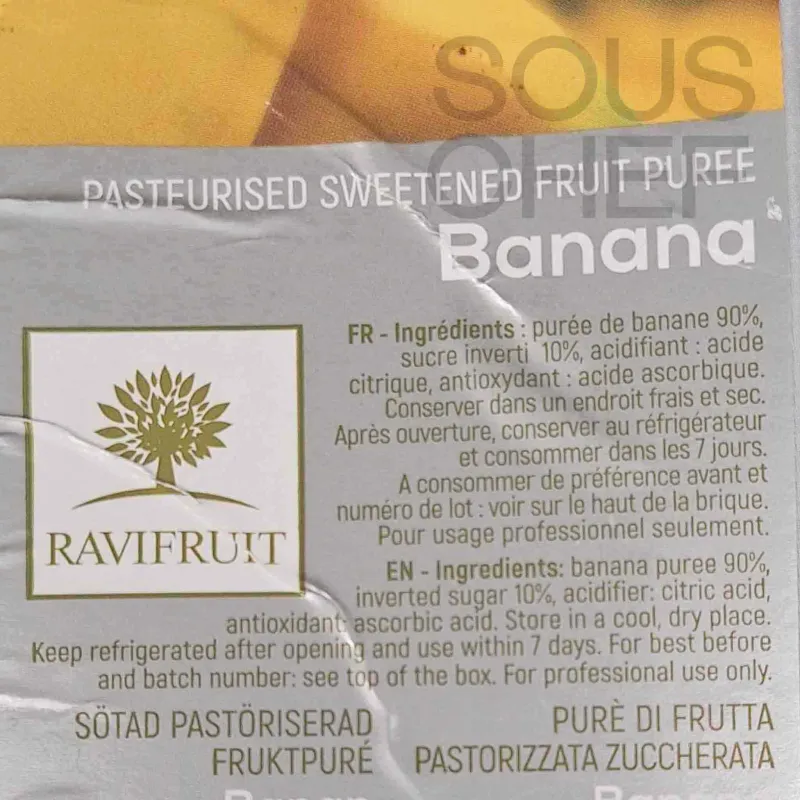 SOUS
CHEF
PASTEURISED SWEETENED FRUIT PUREE
Banana
FR - Ingrédients : purée de banane 90%,
sucre inverti 10%, acidifiant : acide
citrique, antioxydant : acide ascorbique.
Conserver dans un endroit frais et sec.
Après ouverture, conserver au réfrigérateur
et consommer dans les 7 jours.
A consommer de préférence avant et
numéro de lot : voir sur le haut de la brique.
Pour usage professionnel seulement.
RAVIFRUIT
EN - Ingredients: banana puree 90%,
inverted sugar 10%, acidifier: citric acid,
antioxidant: ascorbic acid. Store in a cool, dry place.
Keep refrigerated after opening and use within 7 days. For best before
and batch number: see top of the box. For professional use only.
SÖTAD PASTÖRISERAD
FRUKTPURÉ
PURÈ DI FRUTTA
PASTORIZZATA ZUCCHERATA